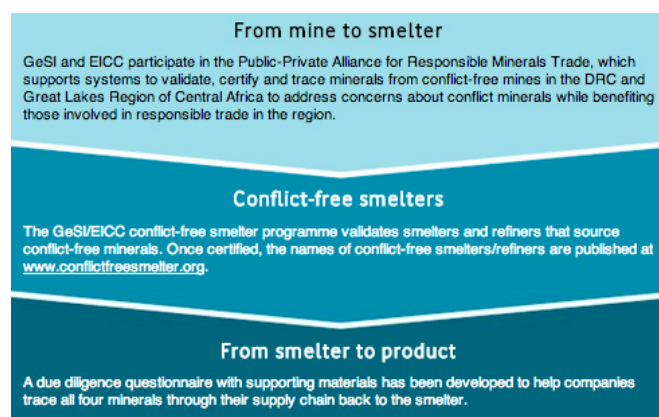 From mine to smelter
GeSI and EICC participate in the Public-Private Alliance for Responsible Minerals Trade, which
supports systems to validate, certify and trace minerals from conflict-free mines in the DRC and
Great Lakes Region of Central Africa to address concerns about conflict minerals while benefiting
those involved in responsible trade in the region.
Conflict-free smelters
The GeSI/EICC conflict-free smelter programme validates smelters and refiners that source
conflict-free minerals. Once certified, the names of conflict-free smelters/refiners are published at
www.conflictfreesmelter.org.
From smelter to product
A due diligence questionnaire with supporting materials has been developed to help companies
trace all four minerals through their supply chain back to the smelter.